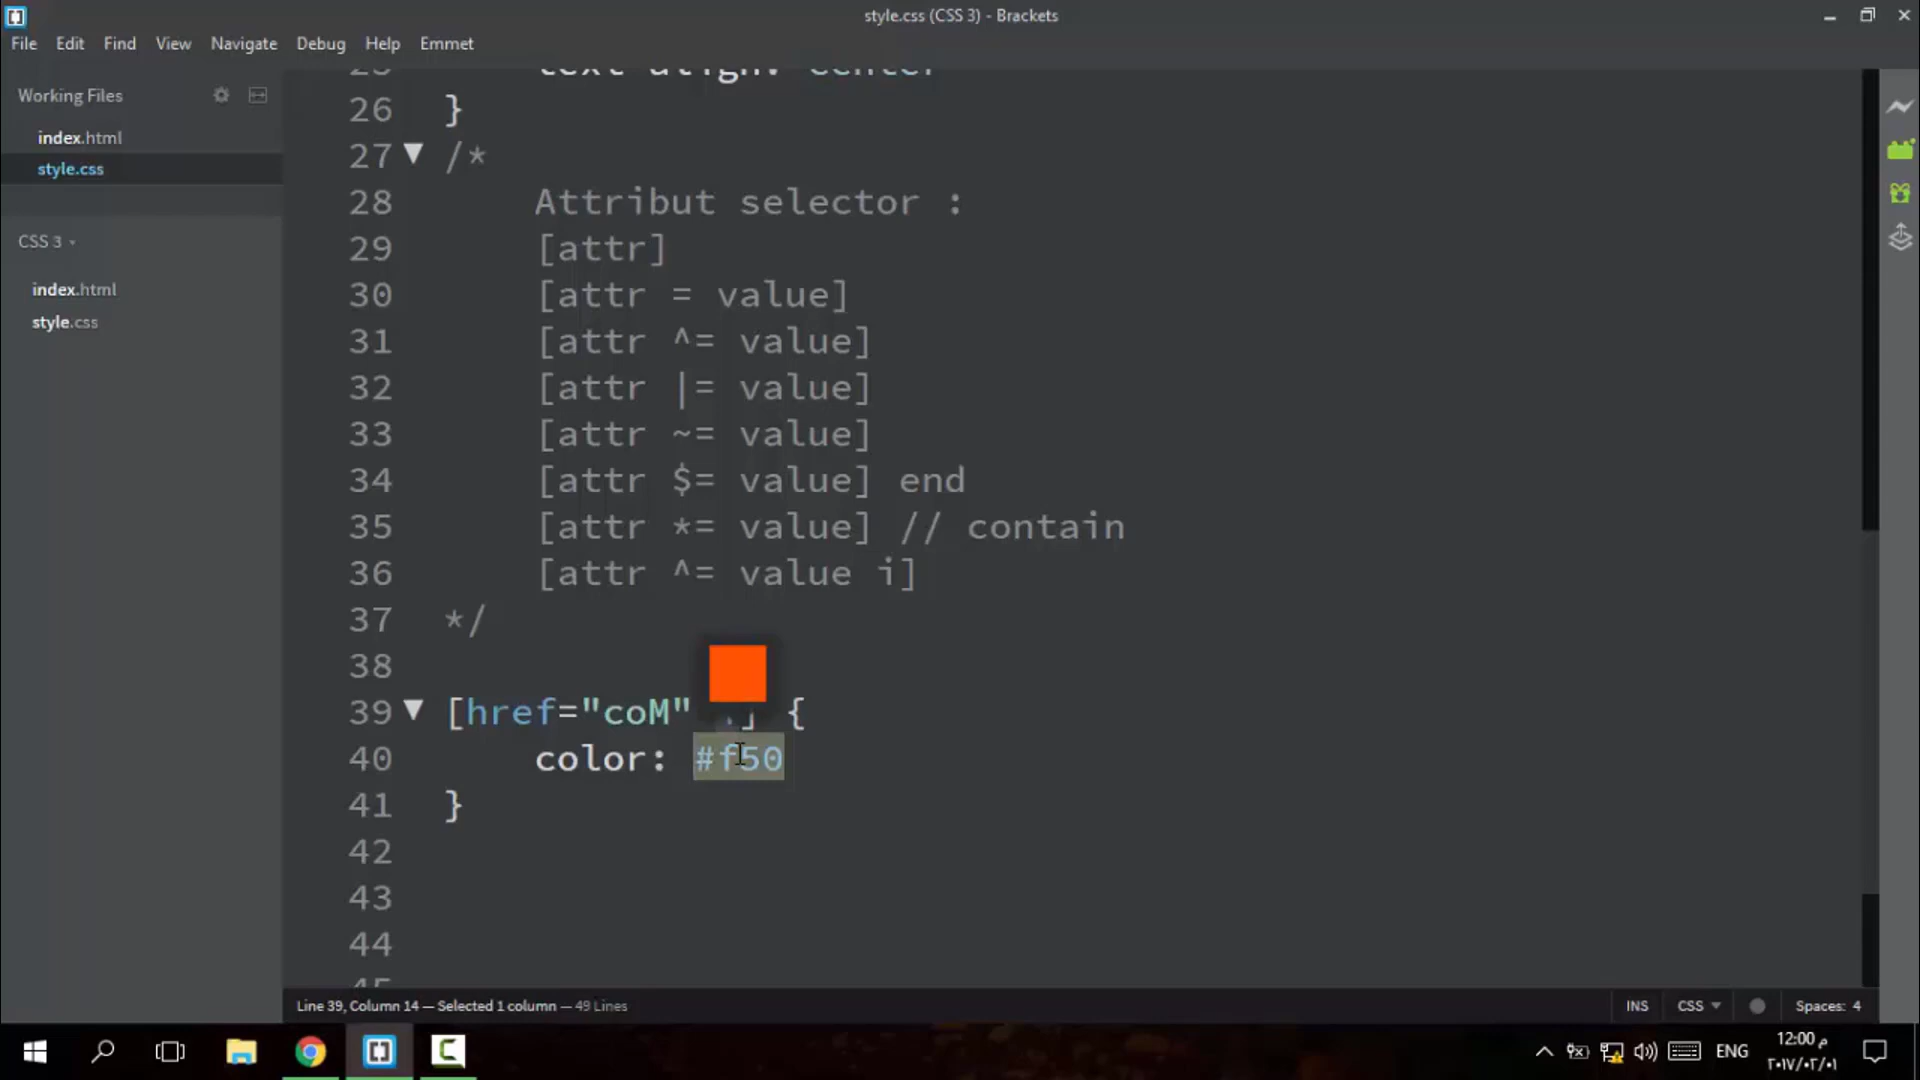 style.css (CSS 3) - Brackets
File Edit Find View Navigate Debug Help Emmet
Working Files
index.html
style.css
CSS 3
index.html
style.css
25 text-align: center
26 }
27 /*
28 Attribut selector :
29 [attr]
30 [attr = value]
31 [attr ^= value]
32 [attr |= value]
33 [attr ~= value]
34 [attr $= value] end
35 [attr *= value] // contain
36 [attr ^= value i]
37 */
38
39 [href="coM" i] {
40 color: #f50
41 }
42
43
44
45
Line 39, Column 14 — Selected 1 column — 49 Lines
INS CSS Spaces: 4
ENG
12:00 م
٢٠١٧/٠٢/٠١